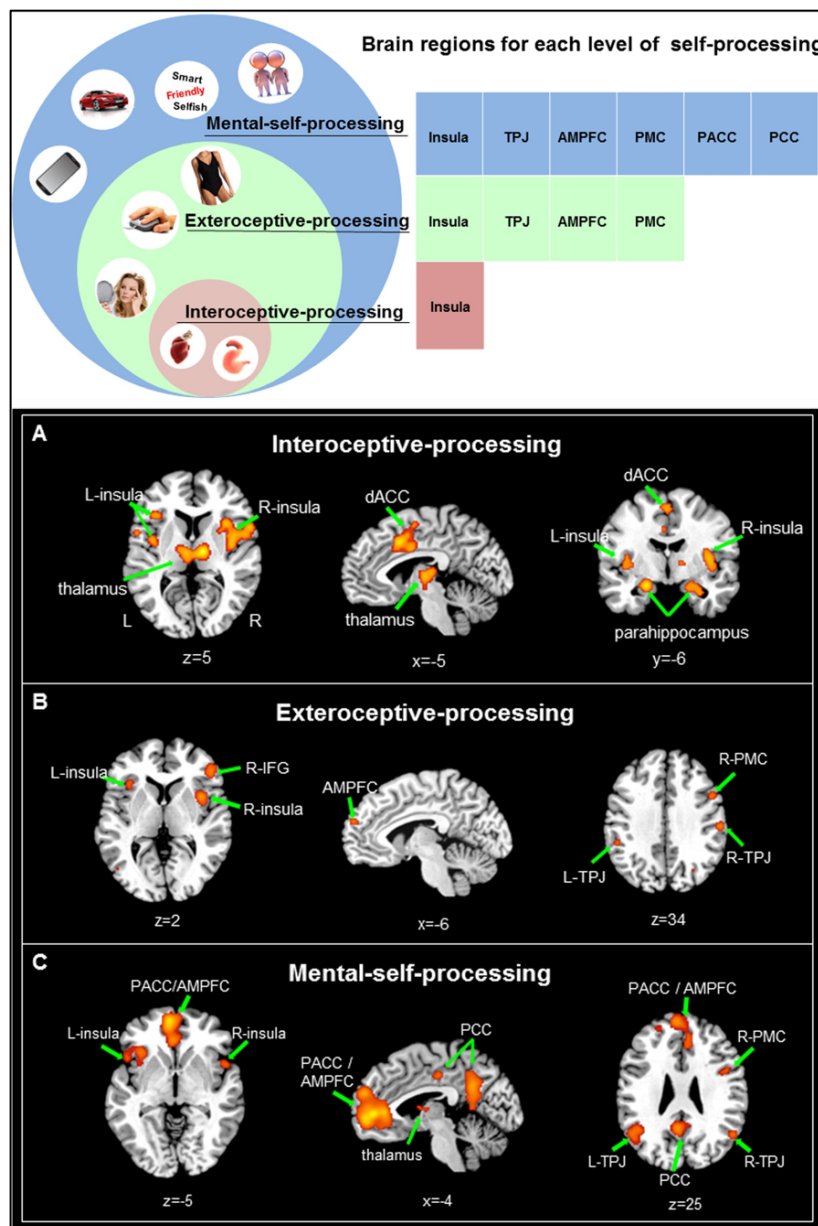 Brain regions for each level of self-processing
Smart
Friendly
Selfish
Mental-self-processing
Insula TPJ AMPFC PMC PACC PCC
Exteroceptive-processing
Insula TPJ AMPFC PMC
Interoceptive-processing
Insula
A
Interoceptive-processing
L-insula
R-insula
thalamus
L R
z=5
dACC
thalamus
x=-5
dACC
L-insula
R-insula
parahippocampus
y=-6
B
Exteroceptive-processing
L-insula
R-IFG
R-insula
z=2
AMPFC
x=-6
R-PMC
L-TPJ
R-TPJ
z=34
C
Mental-self-processing
PACC/AMPFC
L-insula
R-insula
z=-5
PCC
PACC /
AMPFC
thalamus
x=-4
PACC / AMPFC
R-PMC
L-TPJ
R-TPJ
PCC
z=25